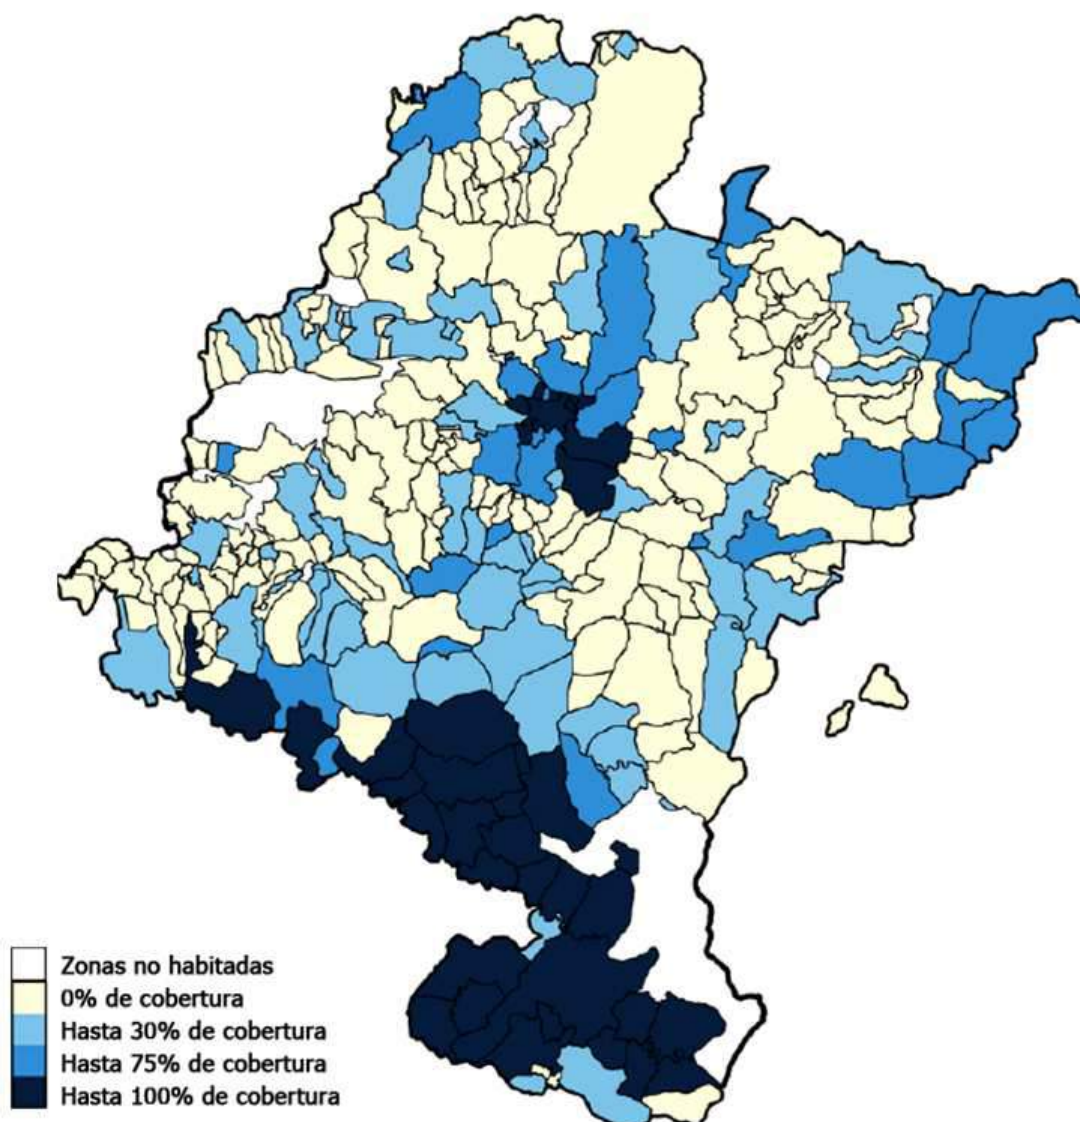 Zonas no habitadas
0% de cobertura
Hasta 30% de cobertura
Hasta 75% de cobertura
Hasta 100% de cobertura